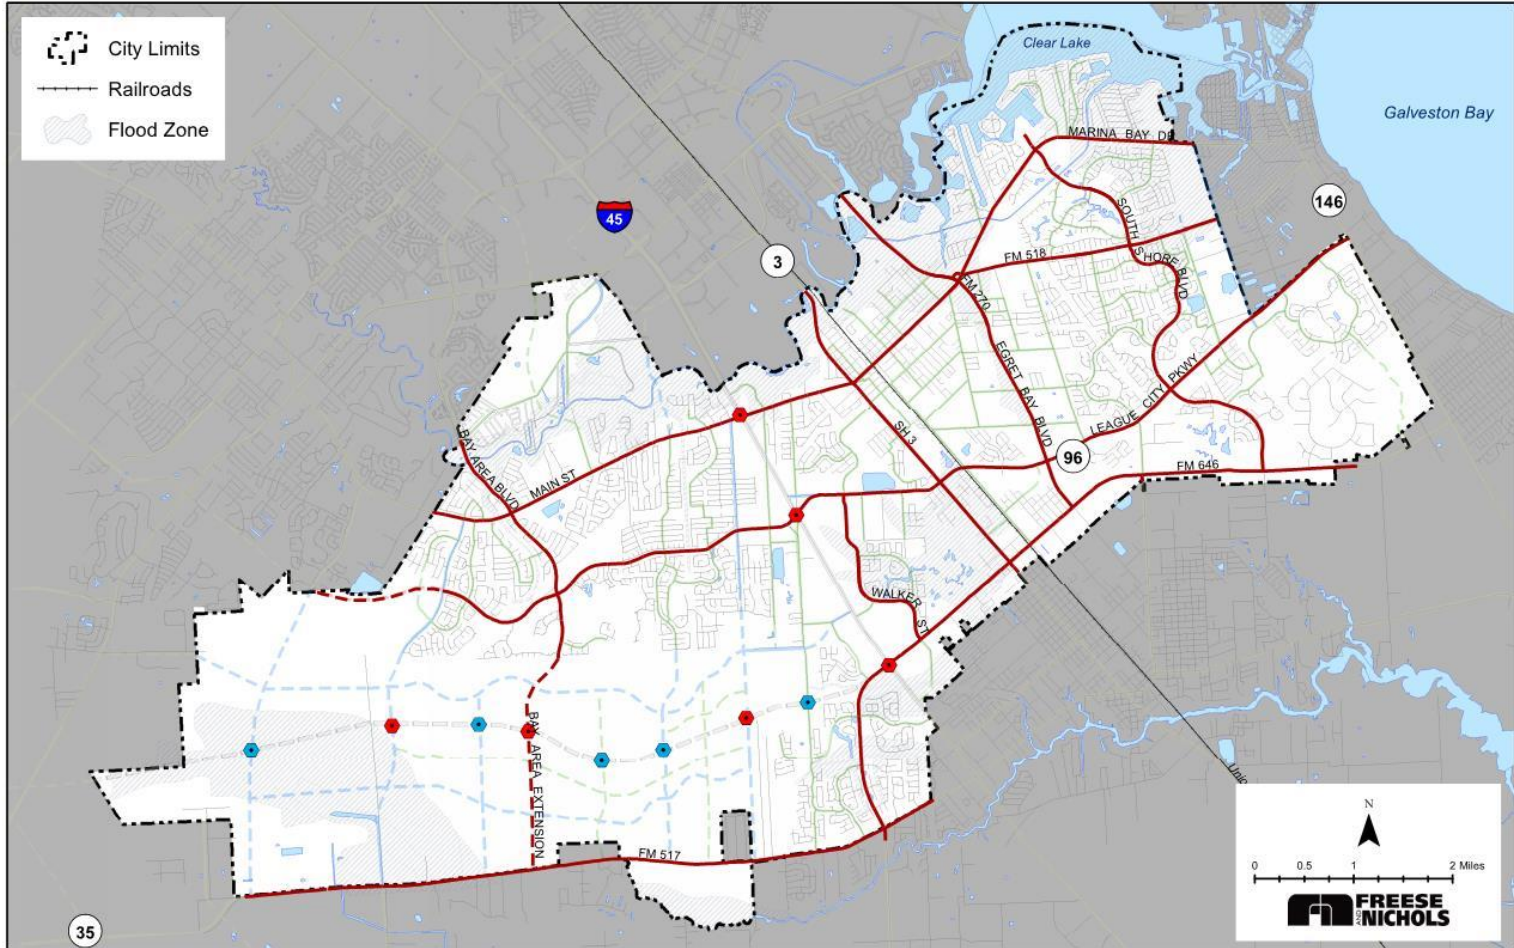 City Limits
Railroads
Flood Zone
Clear Lake
Galveston Bay
MARINA BAY DR
146
45
3
SOUTH SHORE BLVD
FM 518
FM 270
EGRET BAY BLVD
LEAGUE CITY PKWY
SH 3
96
FM 646
BAY AREA BLVD
MAIN ST
WALKER ST
BAY AREA EXTENSION
FM 517
35
N
0 0.5 1 2 Miles
FREESE
AND
NICHOLS